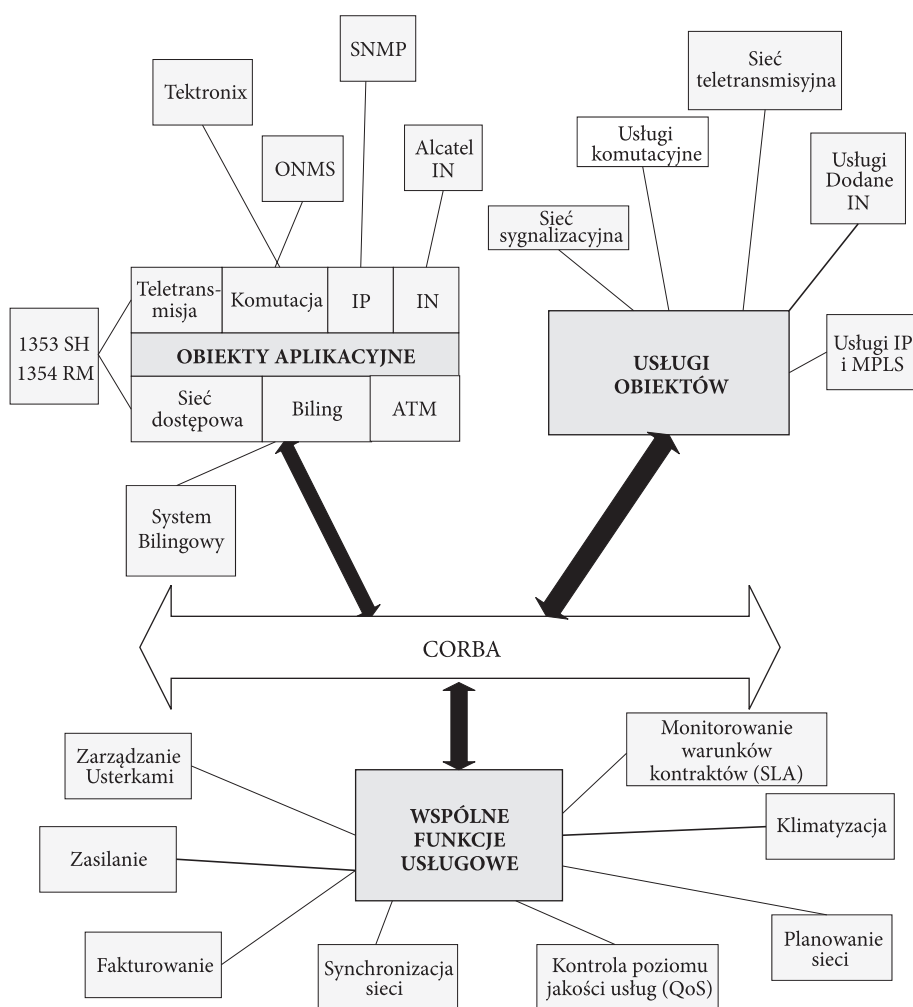 SNMP
Tektronix
ONMS
Alcatel
IN
Sieć
teletransmisyjna
Usługi
komutacyjne
Usługi
Dodane
IN
Sieć
sygnalizacyjna
Teletrans-
misja
Komutacja
IP
IN
1353 SH
1354 RM
OBIEKTY APLIKACYJNE
Sieć
dostępowa
Biling
ATM
USŁUGI
OBIEKTÓW
Usługi IP
i MPLS
System
Bilingowy
CORBA
Zarządzanie
Usterkami
Monitorowanie
warunków
kontraktów (SLA)
WSPÓLNE
FUNKCJE
USŁUGOWE
Klimatyzacja
Zasilanie
Fakturowanie
Synchronizacja
sieci
Kontrola poziomu
jakości usług (QoS)
Planowanie
sieci